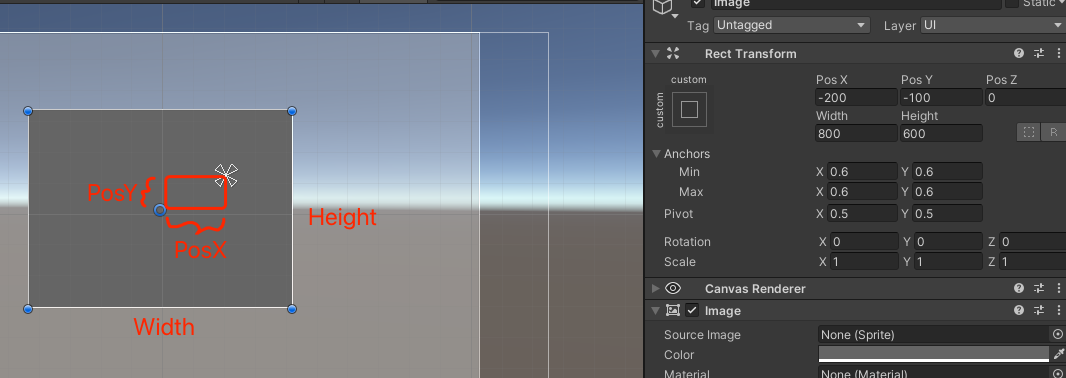 Image
Static
Tag Untagged Layer UI
Rect Transform
custom
custom
Pos X Pos Y Pos Z
-200 -100 0
Width Height
800 600
R
Anchors
Min X 0.6 Y 0.6
Max X 0.6 Y 0.6
Pivot X 0.5 Y 0.5
Rotation X 0 Y 0 Z 0
Scale X 1 Y 1 Z 1
Canvas Renderer
Image
Source Image None (Sprite)
Color
Material None (Material)
PosY
PosX
Height
Width